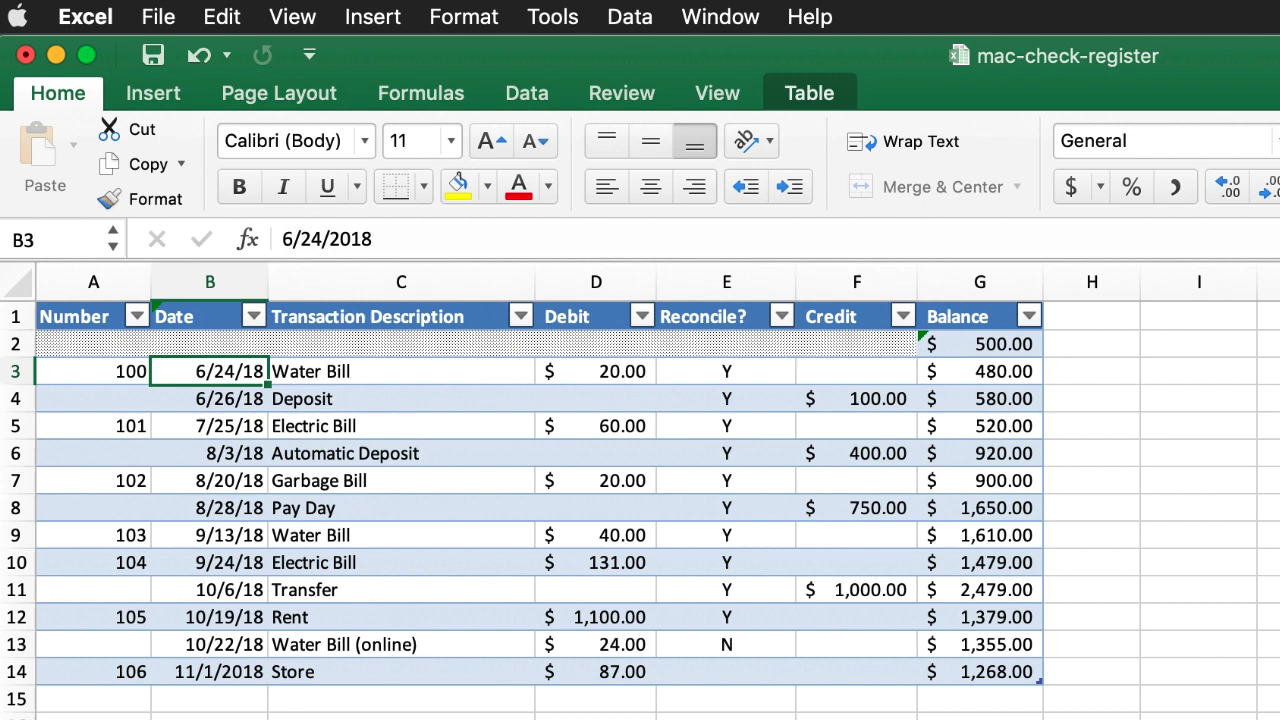 Excel File Edit View Insert Format Tools Data Window Help
mac-check-register
Home Insert Page Layout Formulas Data Review View Table
Cut
Copy
Format
Paste
Calibri (Body) 11 A A
B I U A
Wrap Text
Merge & Center
General
$ % .0 .00
B3 fx 6/24/2018
A B C D E F G H I
1 Number Date Transaction Description Debit Reconcile? Credit Balance
2 $ 500.00
3 100 6/24/18 Water Bill $ 20.00 Y $ 480.00
4 6/26/18 Deposit Y $ 100.00 $ 580.00
5 101 7/25/18 Electric Bill $ 60.00 Y $ 520.00
6 8/3/18 Automatic Deposit Y $ 400.00 $ 920.00
7 102 8/20/18 Garbage Bill $ 20.00 Y $ 900.00
8 8/28/18 Pay Day Y $ 750.00 $ 1,650.00
9 103 9/13/18 Water Bill $ 40.00 Y $ 1,610.00
10 104 9/24/18 Electric Bill $ 131.00 Y $ 1,479.00
11 10/6/18 Transfer Y $ 1,000.00 $ 2,479.00
12 105 10/19/18 Rent $ 1,100.00 Y $ 1,379.00
13 10/22/18 Water Bill (online) $ 24.00 N $ 1,355.00
14 106 11/1/2018 Store $ 87.00 $ 1,268.00
15